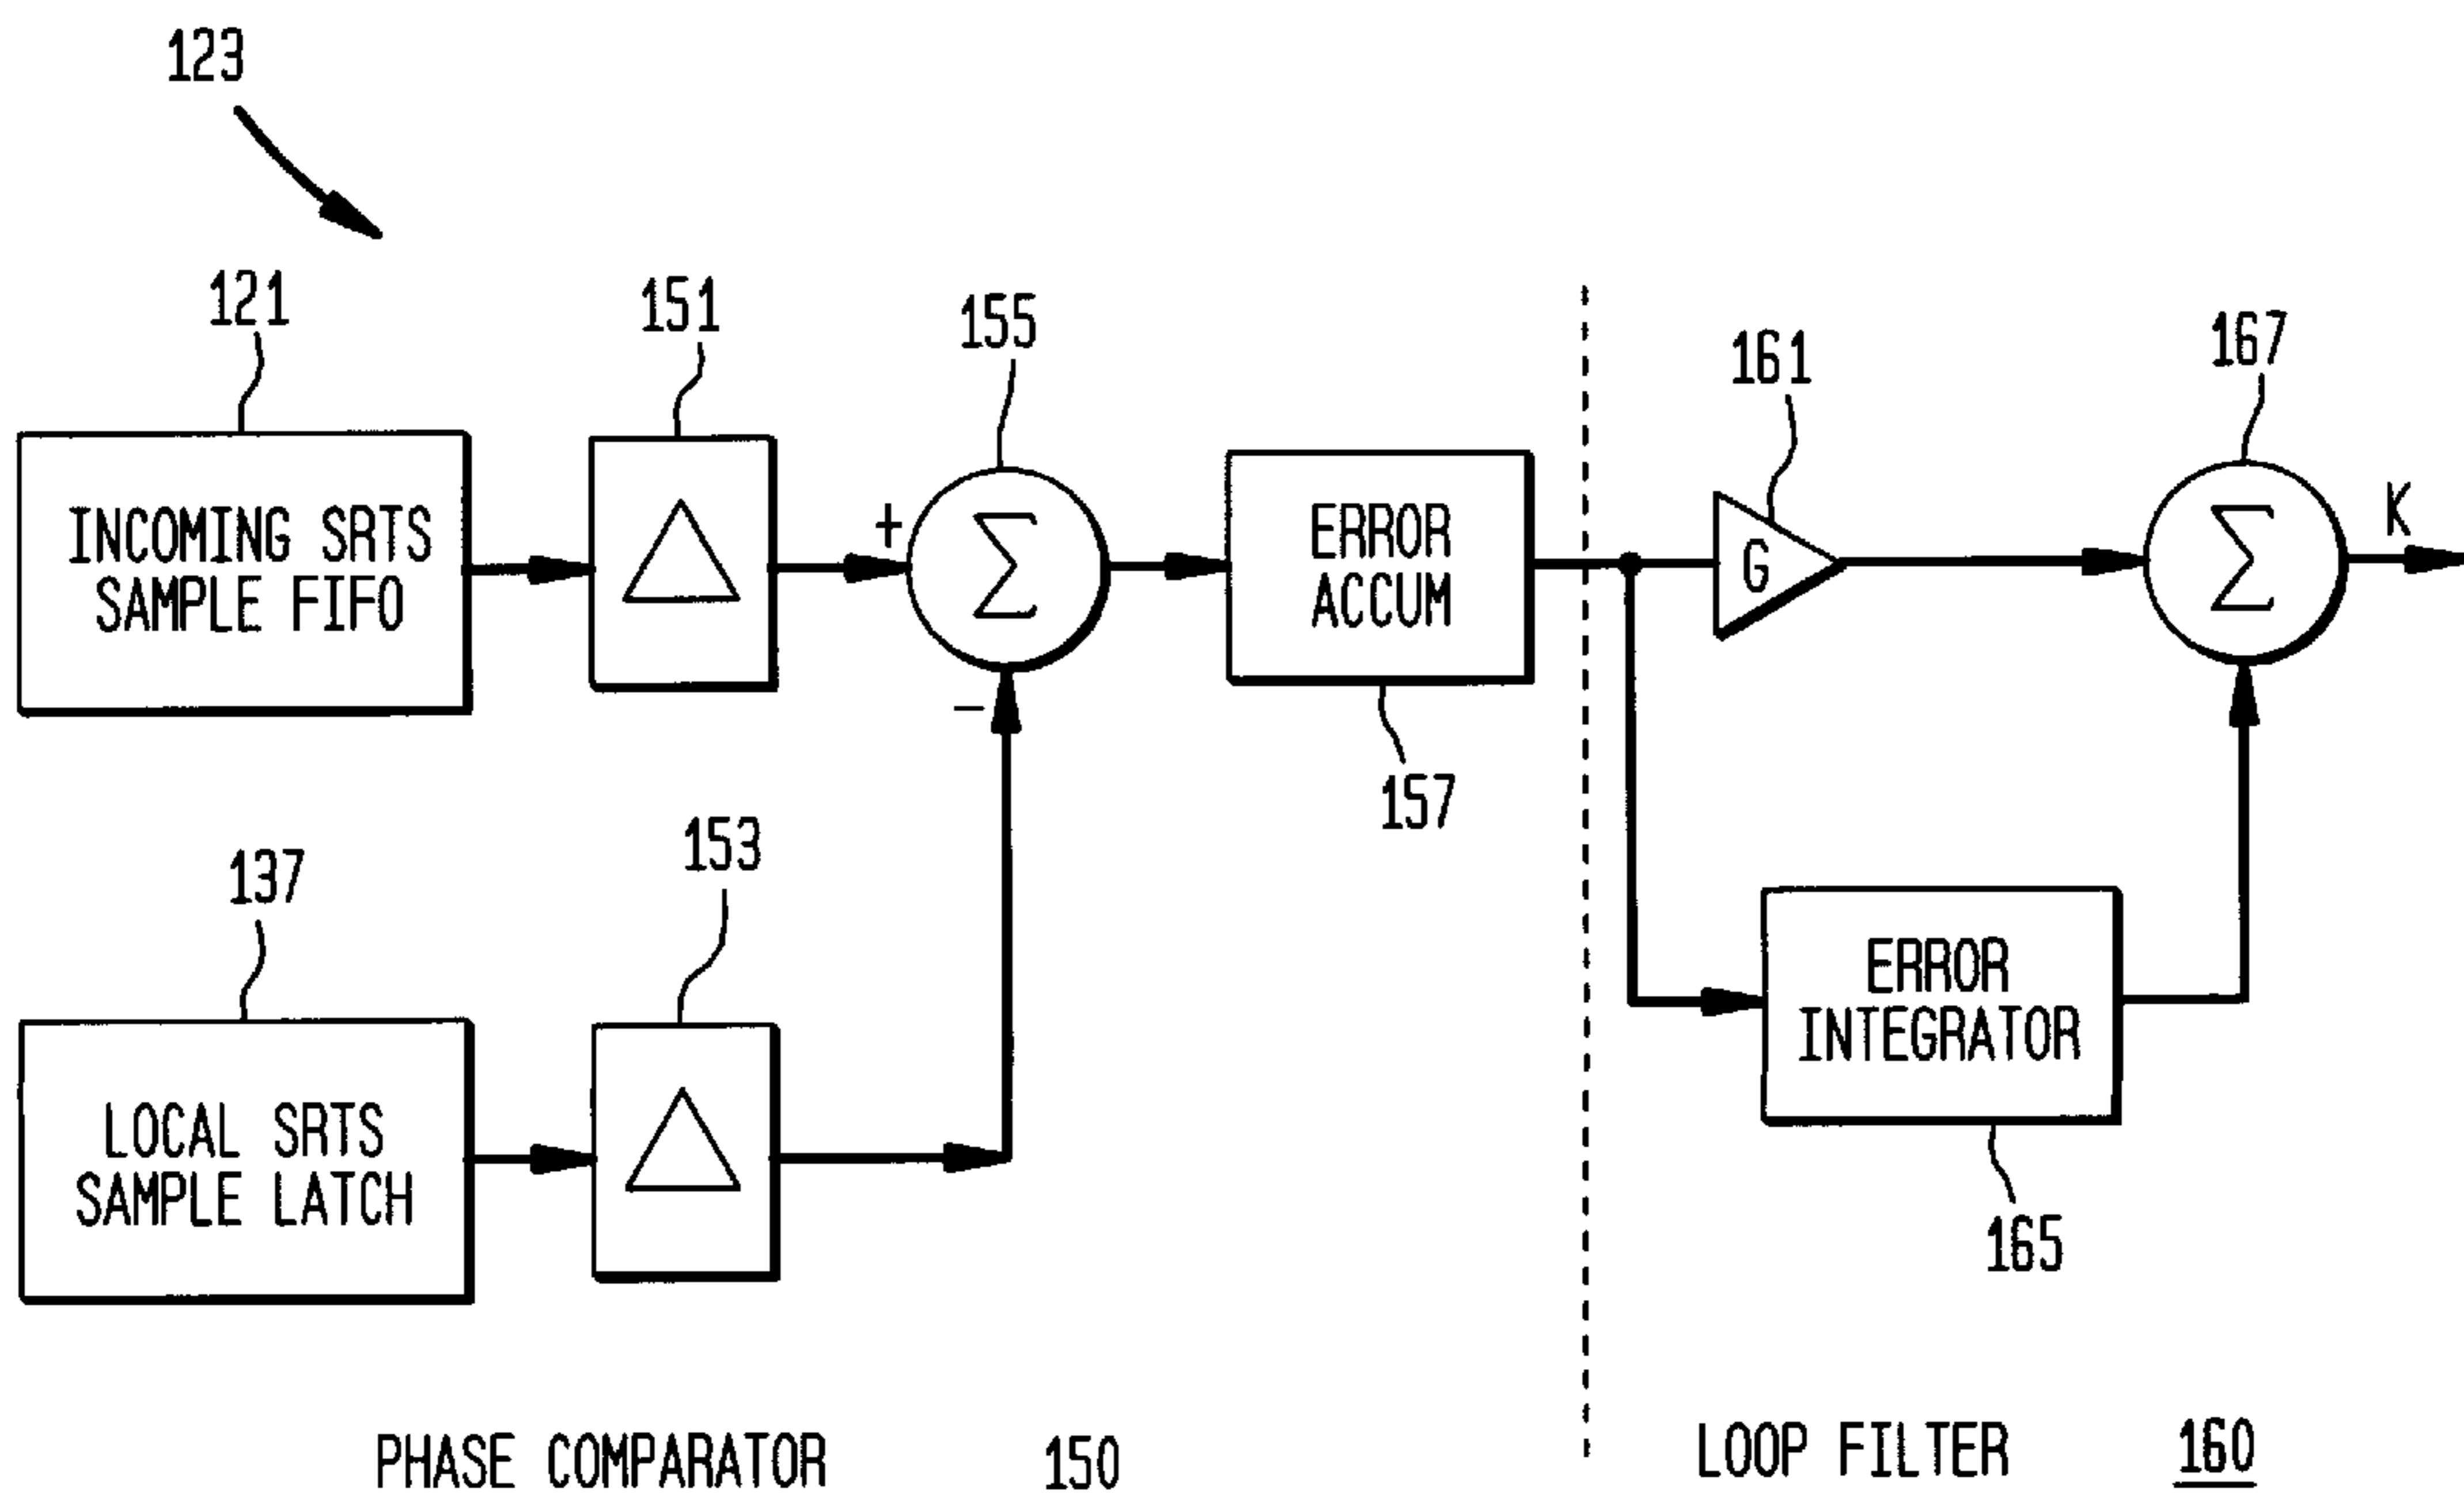 123
121
151
155
161
167
INCOMING SRTS
SAMPLE FIFO
△
+
Σ
−
ERROR
ACCUM
G
Σ
K
157
137
153
LOCAL SRTS
SAMPLE LATCH
△
ERROR
INTEGRATOR
165
PHASE COMPARATOR 150
LOOP FILTER 160